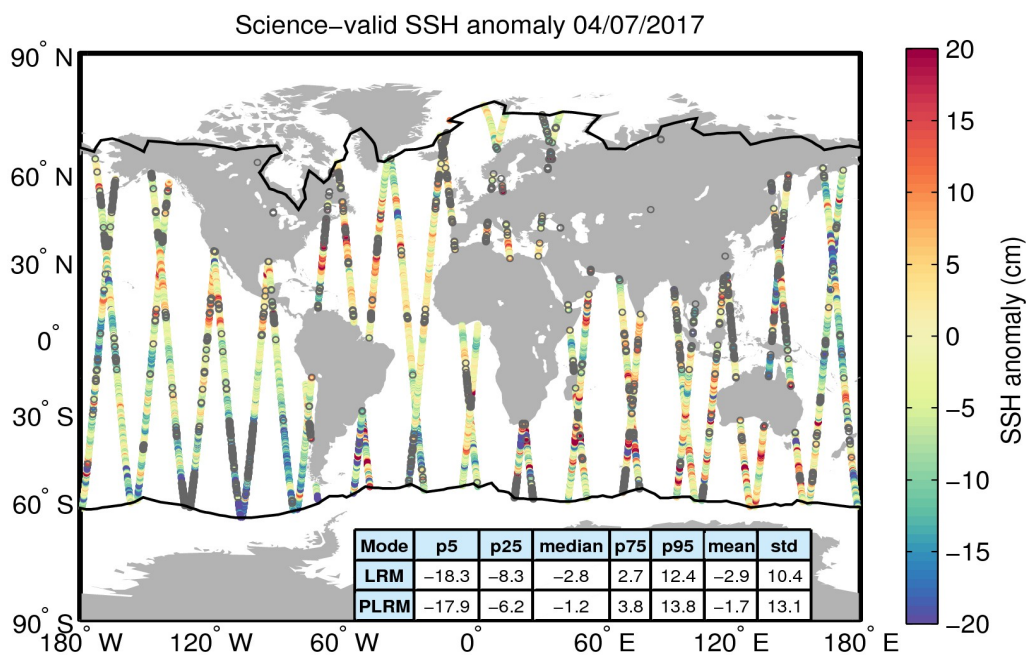 Science−valid SSH anomaly 04/07/2017
90° N
60° N
30° N
0°
30° S
60° S
90° S
180° W 120° W 60° W 0° 60° E 120° E 180° E
Mode p5 p25 median p75 p95 mean std
LRM −18.3 −8.3 −2.8 2.7 12.4 −2.9 10.4
PLRM −17.9 −6.2 −1.2 3.8 13.8 −1.7 13.1
20
15
10
5
0
−5
−10
−15
−20
SSH anomaly (cm)